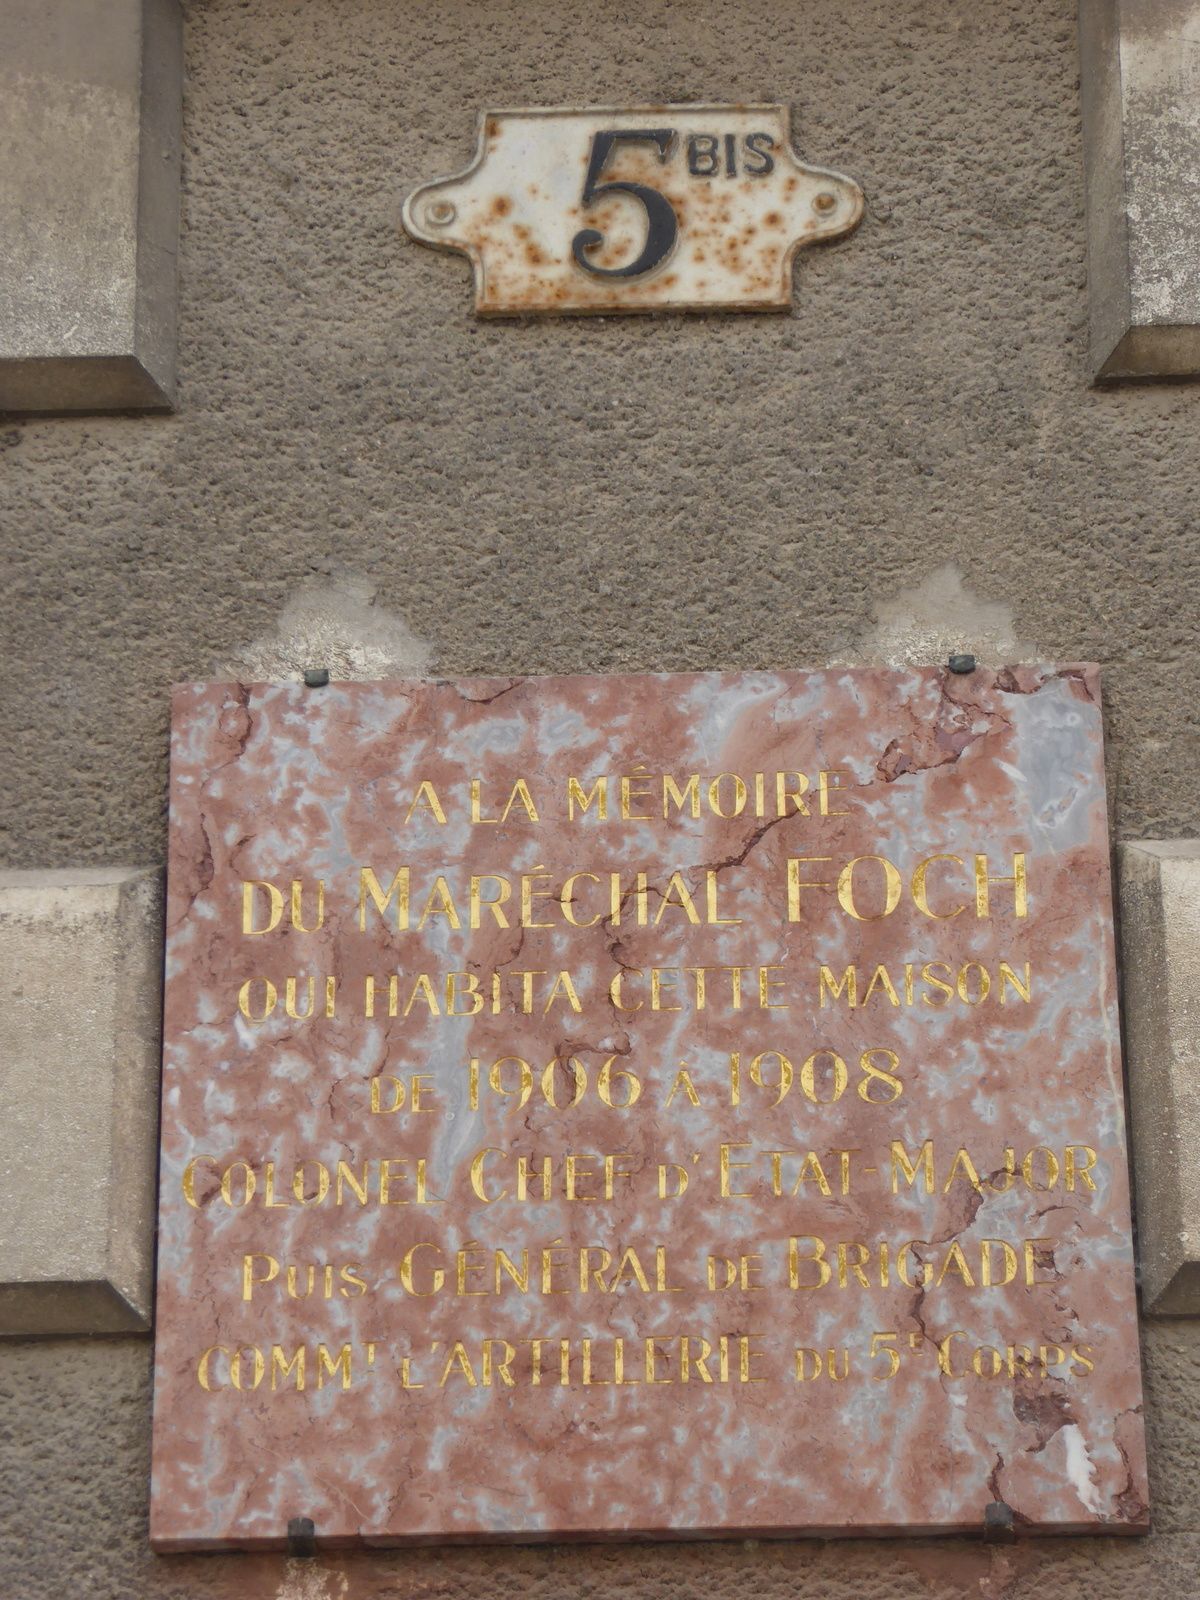 5 BIS
A LA MÉMOIRE
DU MARÉCHAL FOCH
QUI HABITA CETTE MAISON
DE 1906 À 1908
COLONEL CHEF D'ETAT-MAJOR
PUIS GÉNÉRAL DE BRIGADE
COMMT L'ARTILLERIE DU 5E CORPS